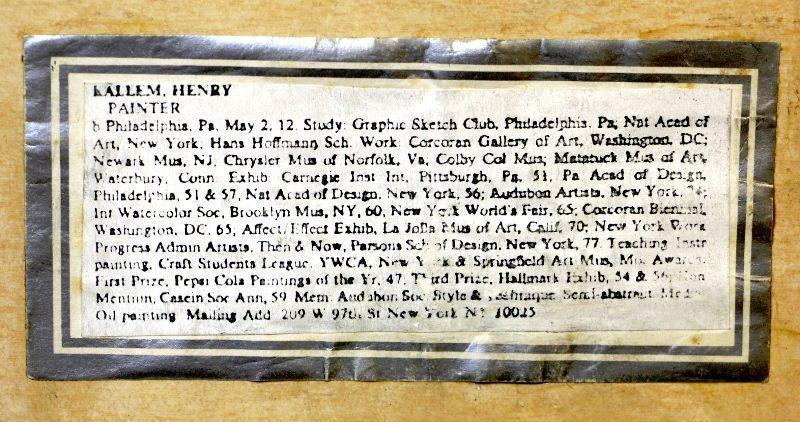 KALLEM, HENRY
PAINTER
b Philadelphia, Pa, May 2, 12. Study: Graphic Sketch Club, Philadelphia, Pa; Nat Acad of
Art, New York; Hans Hoffmann Sch. Work: Corcoran Gallery of Art, Washington, DC;
Newark Mus, NJ; Chrysler Mus of Norfolk, Va; Colby Col Mus; Mattatuck Mus of Art,
Waterbury, Conn. Exhib: Carnegie Inst Int, Pittsburgh, Pa, 51; Pa Acad of Design,
Philadelphia, 51 & 57; Nat Acad of Design, New York, 56; Audubon Artists, New York, 74;
Int Watercolor Soc, Brooklyn Mus, NY, 60; New York World's Fair, 65; Corcoran Biennial,
Washington, DC, 65; Affect/Effect Exhib, La Jolla Mus of Art, Calif, 70; New York Work
Progress Admin Artists, Then & Now, Parsons Sch of Design, New York, 77. Teaching: Instr
painting, Craft Students League, YWCA, New York & Springfield Art Mus, Mo. Awards:
First Prize, Pepsi Cola Paintings of the Yr, 47; Third Prize, Hallmark Exhib, 54 & 56; Hon
Mention, Casein Soc Ann, 59. Mem: Audubon Soc. Style & Technique: Semi-abstract. Media:
Oil painting. Mailing Add: 209 W 97th St New York NY 10025